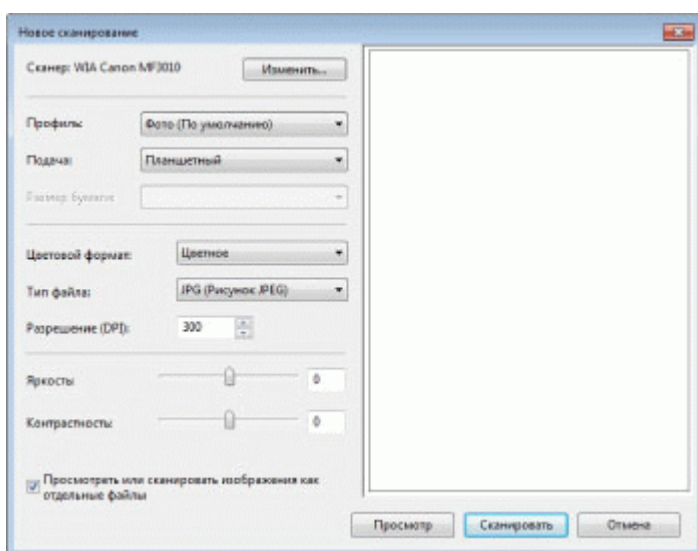 Новое сканирование
Сканер: WIA Canon MF3010
Изменить...
Профиль:
Фото (По умолчанию)
Подача:
Планшетный
Размер бумаги:
Цветовой формат:
Цветное
Тип файла:
JPG (Рисунок JPEG)
Разрешение (DPI):
300
Яркость:
0
Контрастность:
0
Просмотреть или сканировать изображения как
отдельные файлы
Просмотр
Сканировать
Отмена